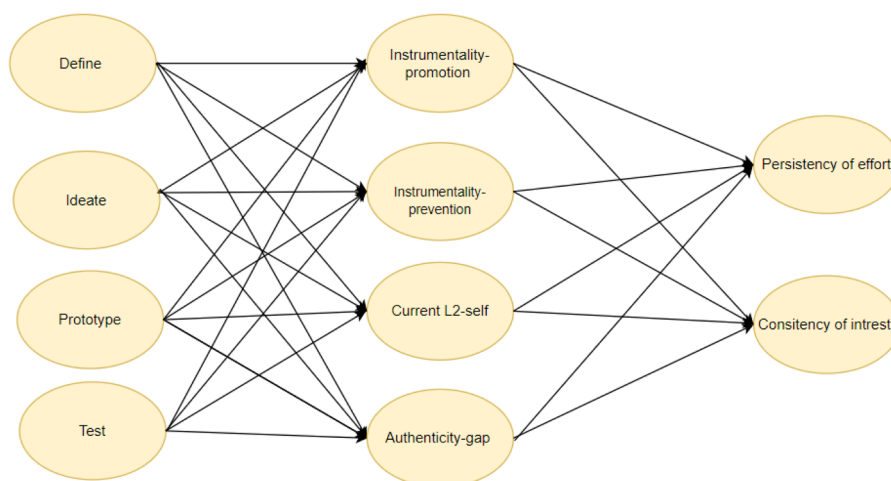 Define
Ideate
Prototype
Test
Instrumentality-
promotion
Instrumentality-
prevention
Current L2-self
Authenticity-gap
Persistency of effort
Consitency of intrest